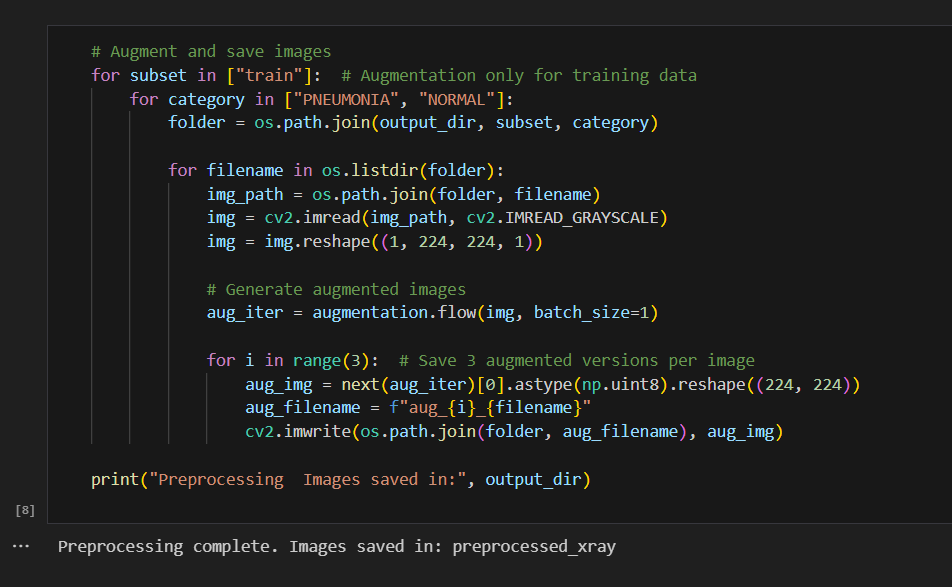 # Augment and save images
for subset in ["train"]:  # Augmentation only for training data
    for category in ["PNEUMONIA", "NORMAL"]:
        folder = os.path.join(output_dir, subset, category)

        for filename in os.listdir(folder):
            img_path = os.path.join(folder, filename)
            img = cv2.imread(img_path, cv2.IMREAD_GRAYSCALE)
            img = img.reshape((1, 224, 224, 1))

            # Generate augmented images
            aug_iter = augmentation.flow(img, batch_size=1)

            for i in range(3):  # Save 3 augmented versions per image
                aug_img = next(aug_iter)[0].astype(np.uint8).reshape((224, 224))
                aug_filename = f"aug_{i}_{filename}"
                cv2.imwrite(os.path.join(folder, aug_filename), aug_img)

print("Preprocessing  Images saved in:", output_dir)
[8]
... Preprocessing complete. Images saved in: preprocessed_xray